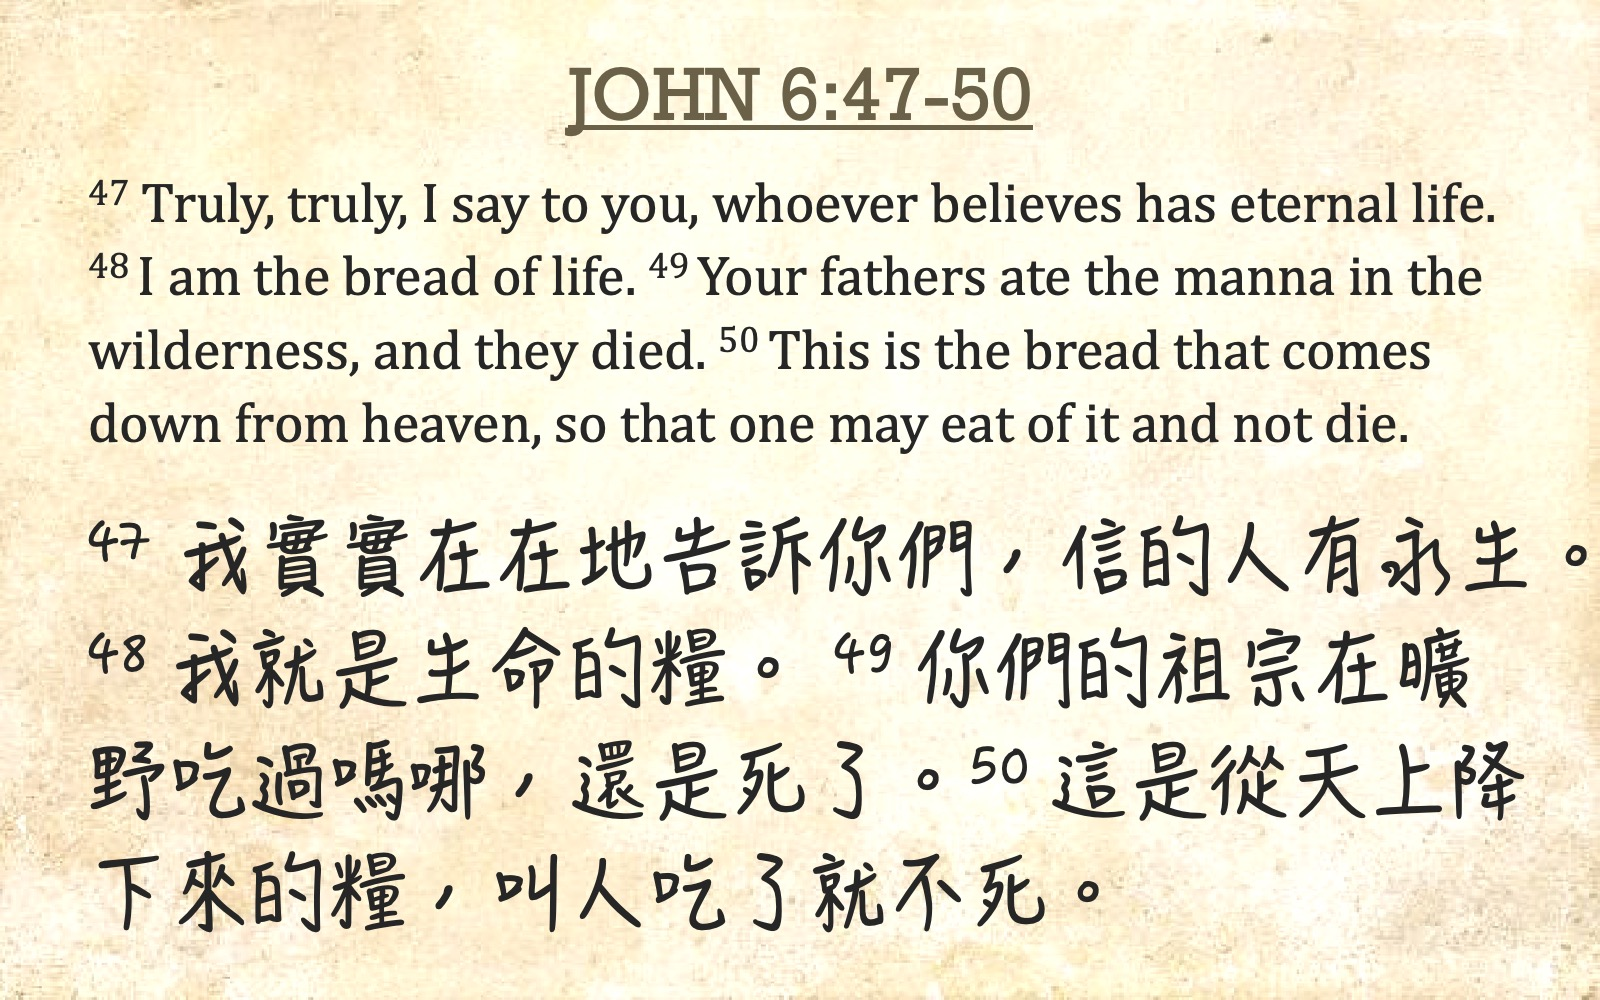 JOHN 6:47-50
47 Truly, truly, I say to you, whoever believes has eternal life.
48 I am the bread of life. 49 Your fathers ate the manna in the
wilderness, and they died. 50 This is the bread that comes
down from heaven, so that one may eat of it and not die.
47 我實實在在地告訴你們，信的人有永生。
48 我就是生命的糧。 49 你們的祖宗在曠
野吃過嗎哪，還是死了。50 這是從天上降
下來的糧，叫人吃了就不死。